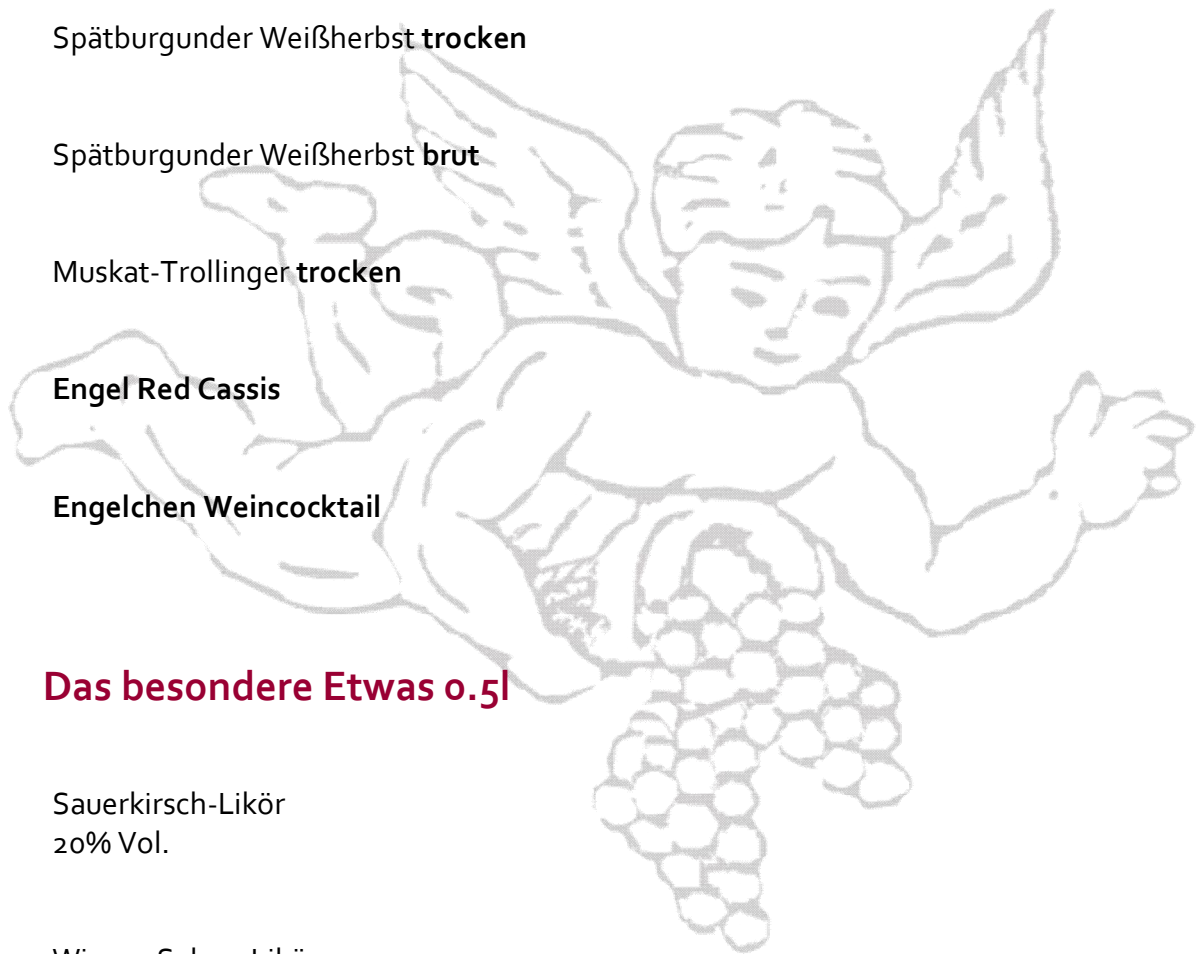 Spätburgunder Weißherbst trocken
Spätburgunder Weißherbst brut
Muskat-Trollinger trocken
Engel Red Cassis
Engelchen Weincocktail
Das besondere Etwas 0.5l
Sauerkirsch-Likör
20% Vol.